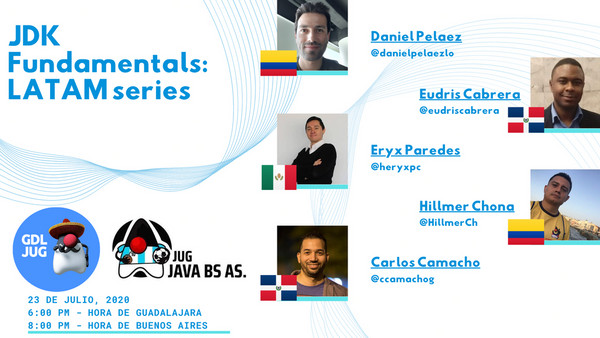 JDK
Fundamentals:
LATAM series
Daniel Pelaez
@danielpelaezlo
Eudris Cabrera
@eudriscabrera
Eryx Paredes
@heryxpc
Hillmer Chona
@HillmerCh
Carlos Camacho
@ccamachog
GDL
JUG
JUG
JAVA BS AS.
23 DE JULIO, 2020
6:00 PM - HORA DE GUADALAJARA
8:00 PM - HORA DE BUENOS AIRES